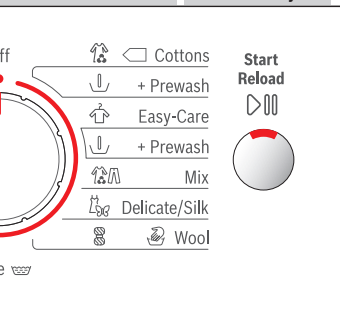 Cottons
Start
Reload
+ Prewash
Easy-Care
+ Prewash
Mix
Delicate/Silk
Wool